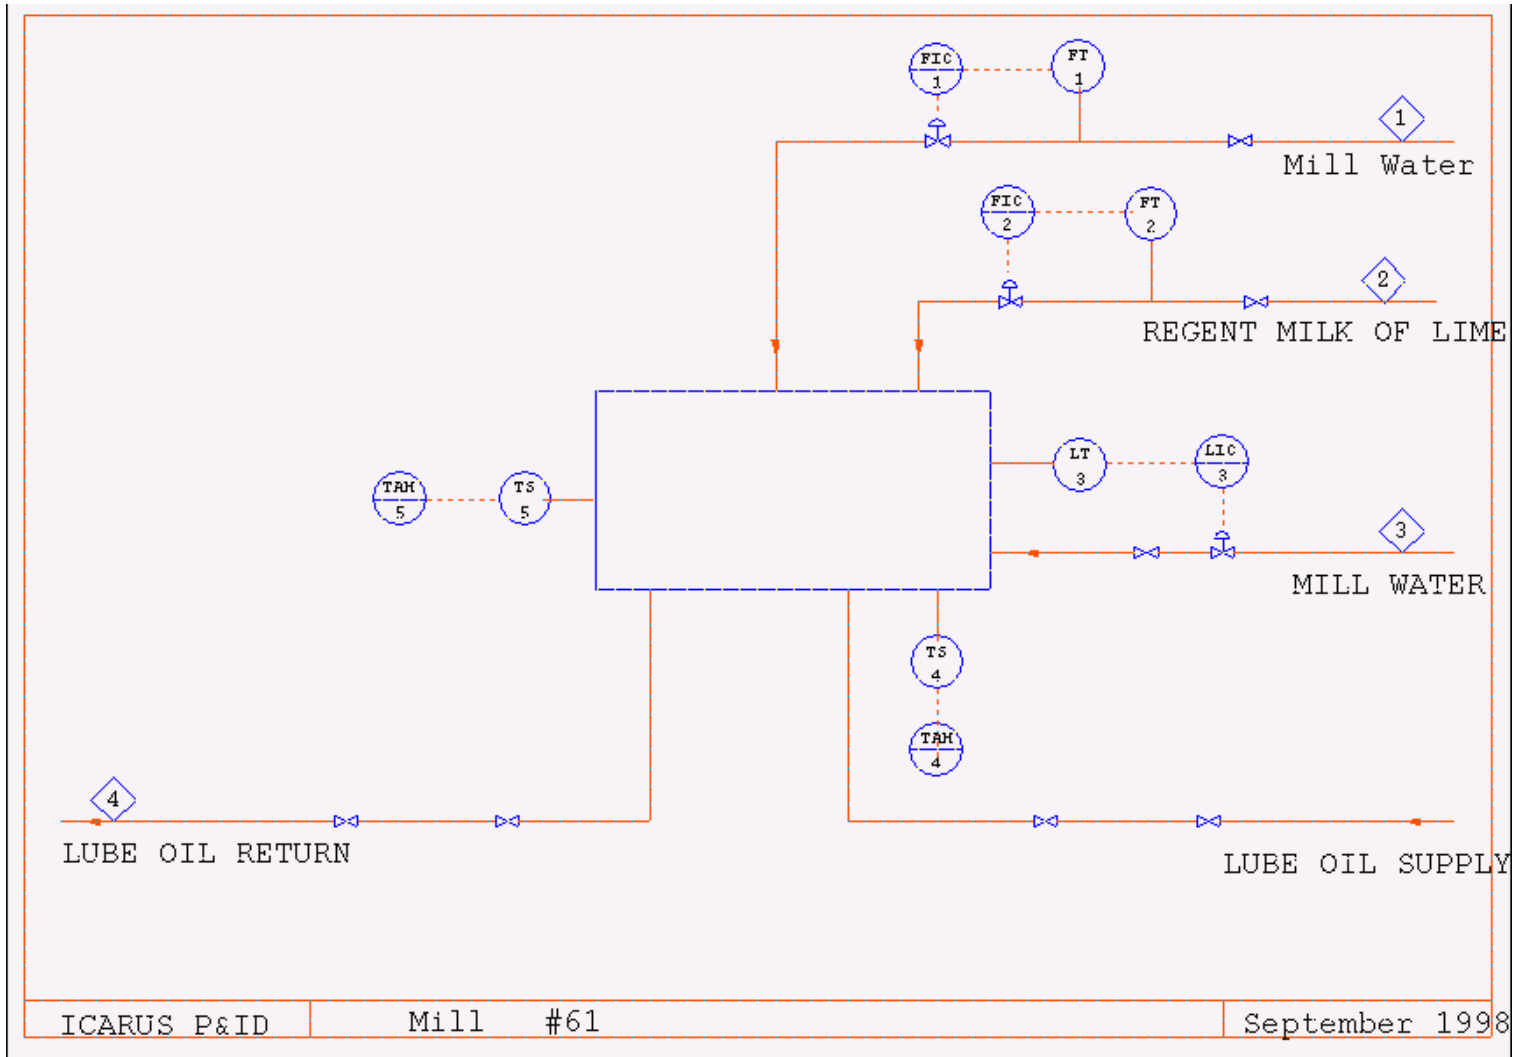 FIC
1
FT
1
1
Mill Water
FIC
2
FT
2
2
REGENT MILK OF LIME
LT
3
LIC
3
TAH
5
TS
5
3
MILL WATER
TS
4
TAH
4
4
LUBE OIL RETURN
LUBE OIL SUPPLY
ICARUS P&ID
Mill #61
September 1998